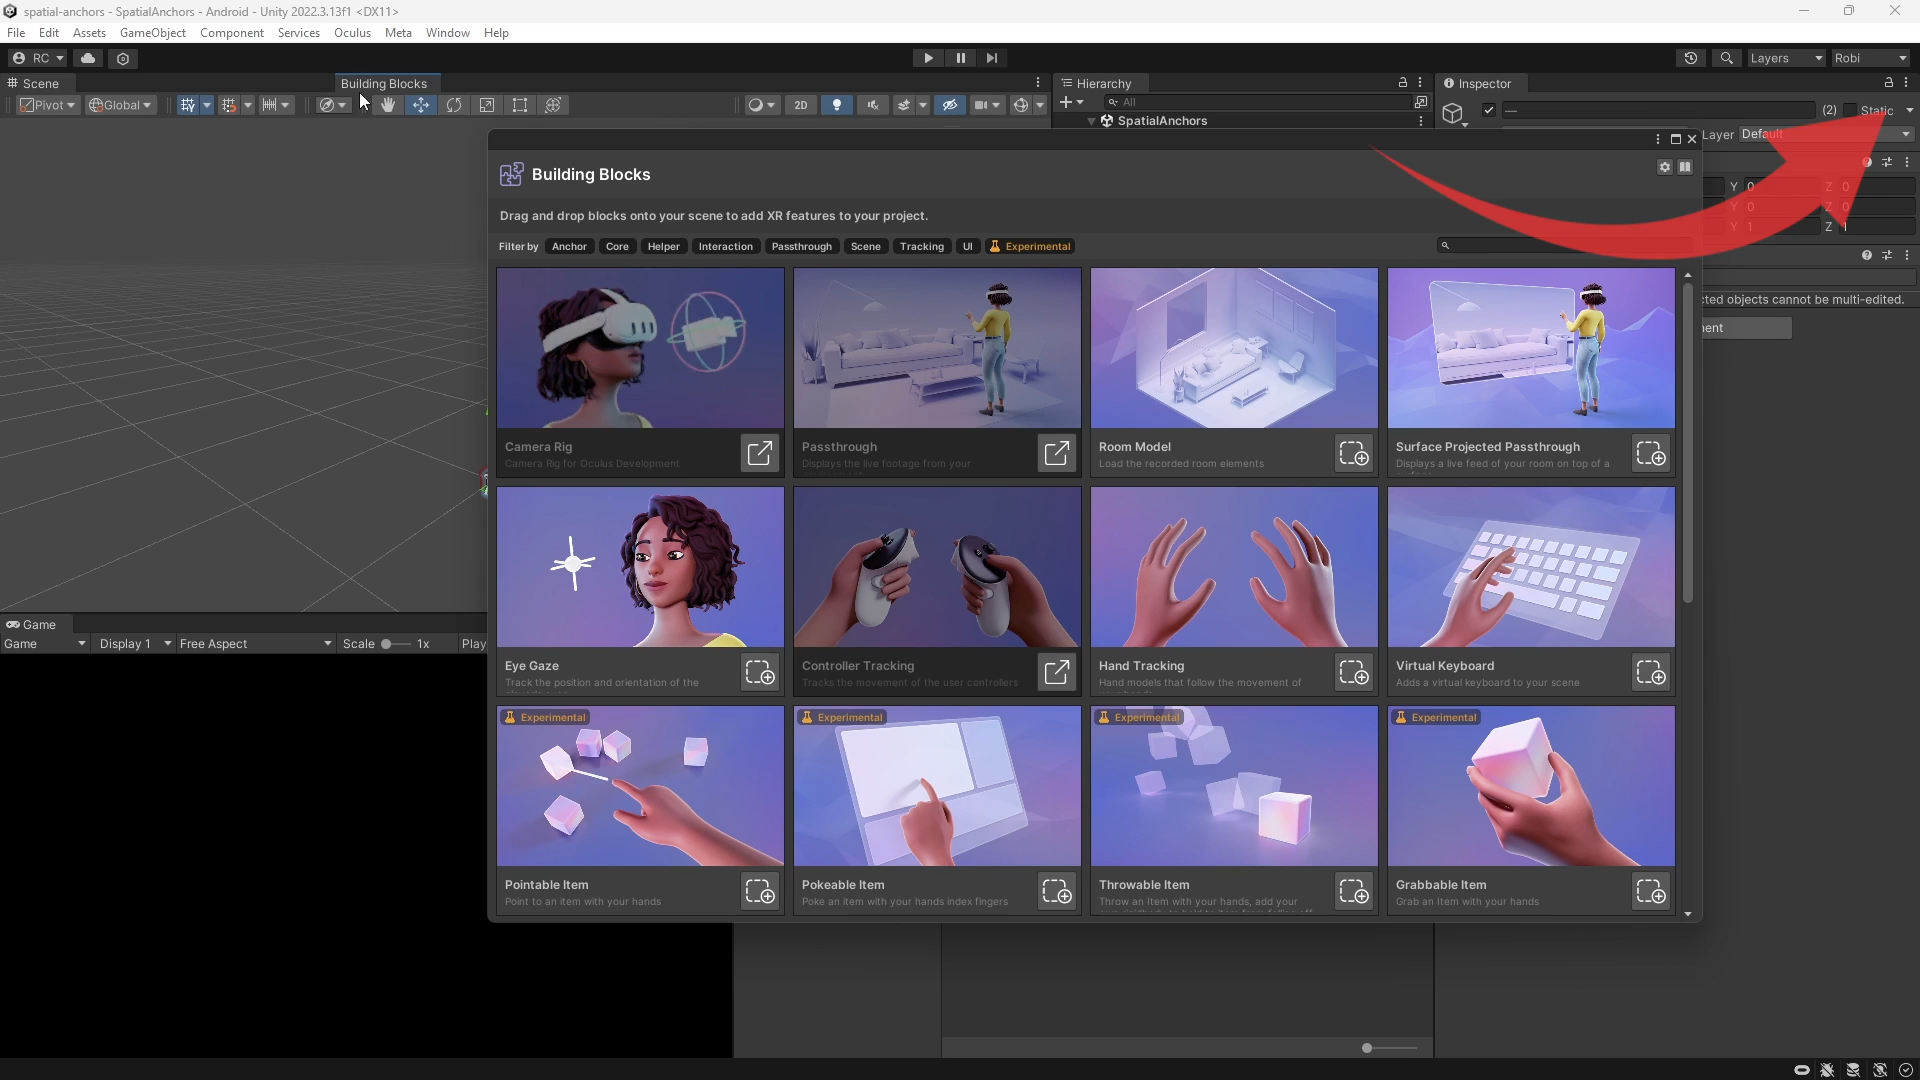 spatial-anchors - SpatialAnchors - Android - Unity 2022.3.13f1 <DX11>
File Edit Assets GameObject Component Services Oculus Meta Window Help
RC Layers Robi
Scene Building Blocks Hierarchy Inspector
Pivot Global 2D All (2) Static
SpatialAnchors
Layer Default
Building Blocks
Y 0 Z 0
Drag and drop blocks onto your scene to add XR features to your project.
Y 0 Z 0
Y 1 Z 1
Filter by Anchor Core Helper Interaction Passthrough Scene Tracking UI Experimental
cted objects cannot be multi-edited.
nent
Camera Rig
Camera Rig for Oculus Development
Passthrough
Displays the live footage from your
Room Model
Load the recorded room elements
Surface Projected Passthrough
Displays a live feed of your room on top of a
Game
Game Display 1 Free Aspect Scale 1x Play
Eye Gaze
Track the position and orientation of the
Controller Tracking
Tracks the movement of the user controllers
Hand Tracking
Hand models that follow the movement of
Virtual Keyboard
Adds a virtual keyboard to your scene
Experimental
Pointable Item
Point to an item with your hands
Experimental
Pokeable Item
Poke an item with your hands index fingers
Experimental
Throwable Item
Throw an Item with your hands, add your
Experimental
Grabbable Item
Grab an Item with your hands